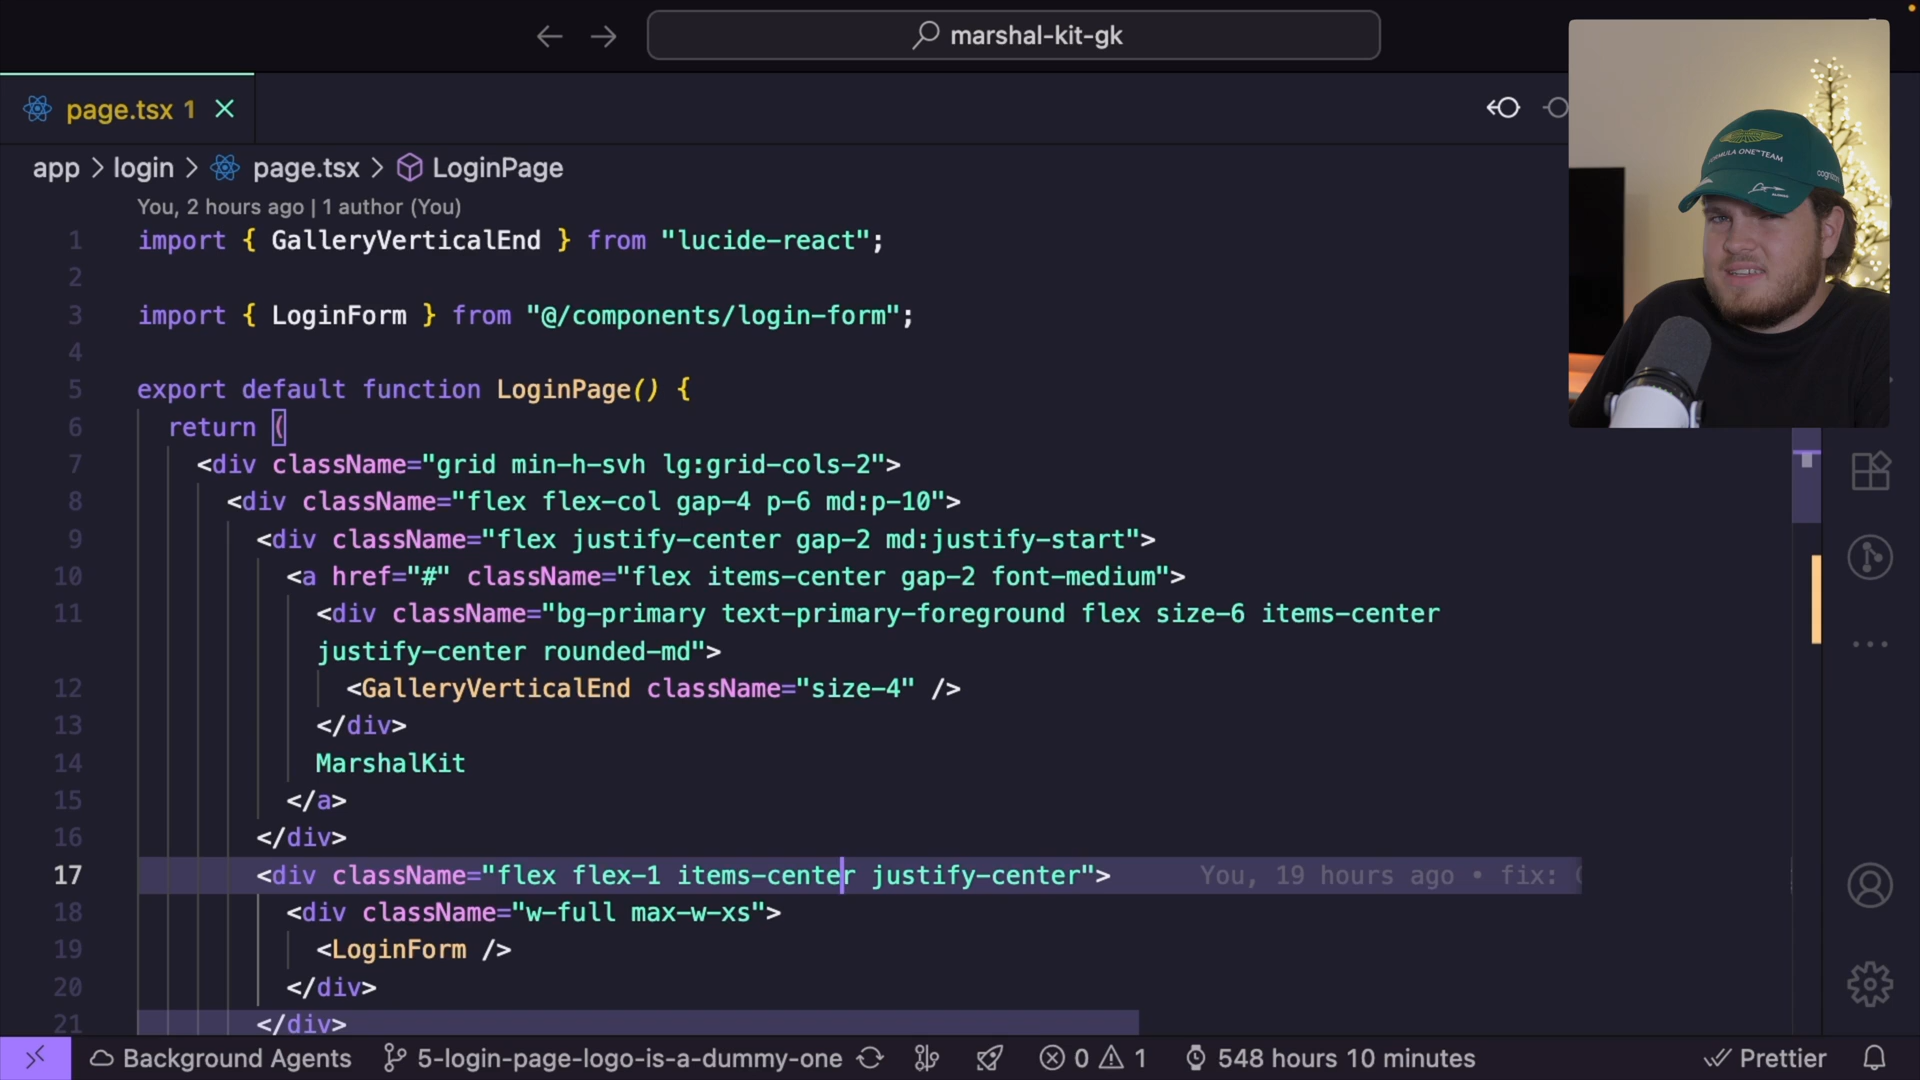 marshal-kit-gk
page.tsx 1
app > login > page.tsx > LoginPage
You, 2 hours ago | 1 author (You)
1 import { GalleryVerticalEnd } from "lucide-react";
2
3 import { LoginForm } from "@/components/login-form";
4
5 export default function LoginPage() {
6 return (
7 <div className="grid min-h-svh lg:grid-cols-2">
8 <div className="flex flex-col gap-4 p-6 md:p-10">
9 <div className="flex justify-center gap-2 md:justify-start">
10 <a href="#" className="flex items-center gap-2 font-medium">
11 <div className="bg-primary text-primary-foreground flex size-6 items-center
justify-center rounded-md">
12 <GalleryVerticalEnd className="size-4" />
13 </div>
14 MarshalKit
15 </a>
16 </div>
17 <div className="flex flex-1 items-center justify-center"> You, 19 hours ago • fix:
18 <div className="w-full max-w-xs">
19 <LoginForm />
20 </div>
21 </div>
Background Agents 5-login-page-logo-is-a-dummy-one 0 1 548 hours 10 minutes Prettier
FORMULA ONE™ TEAM